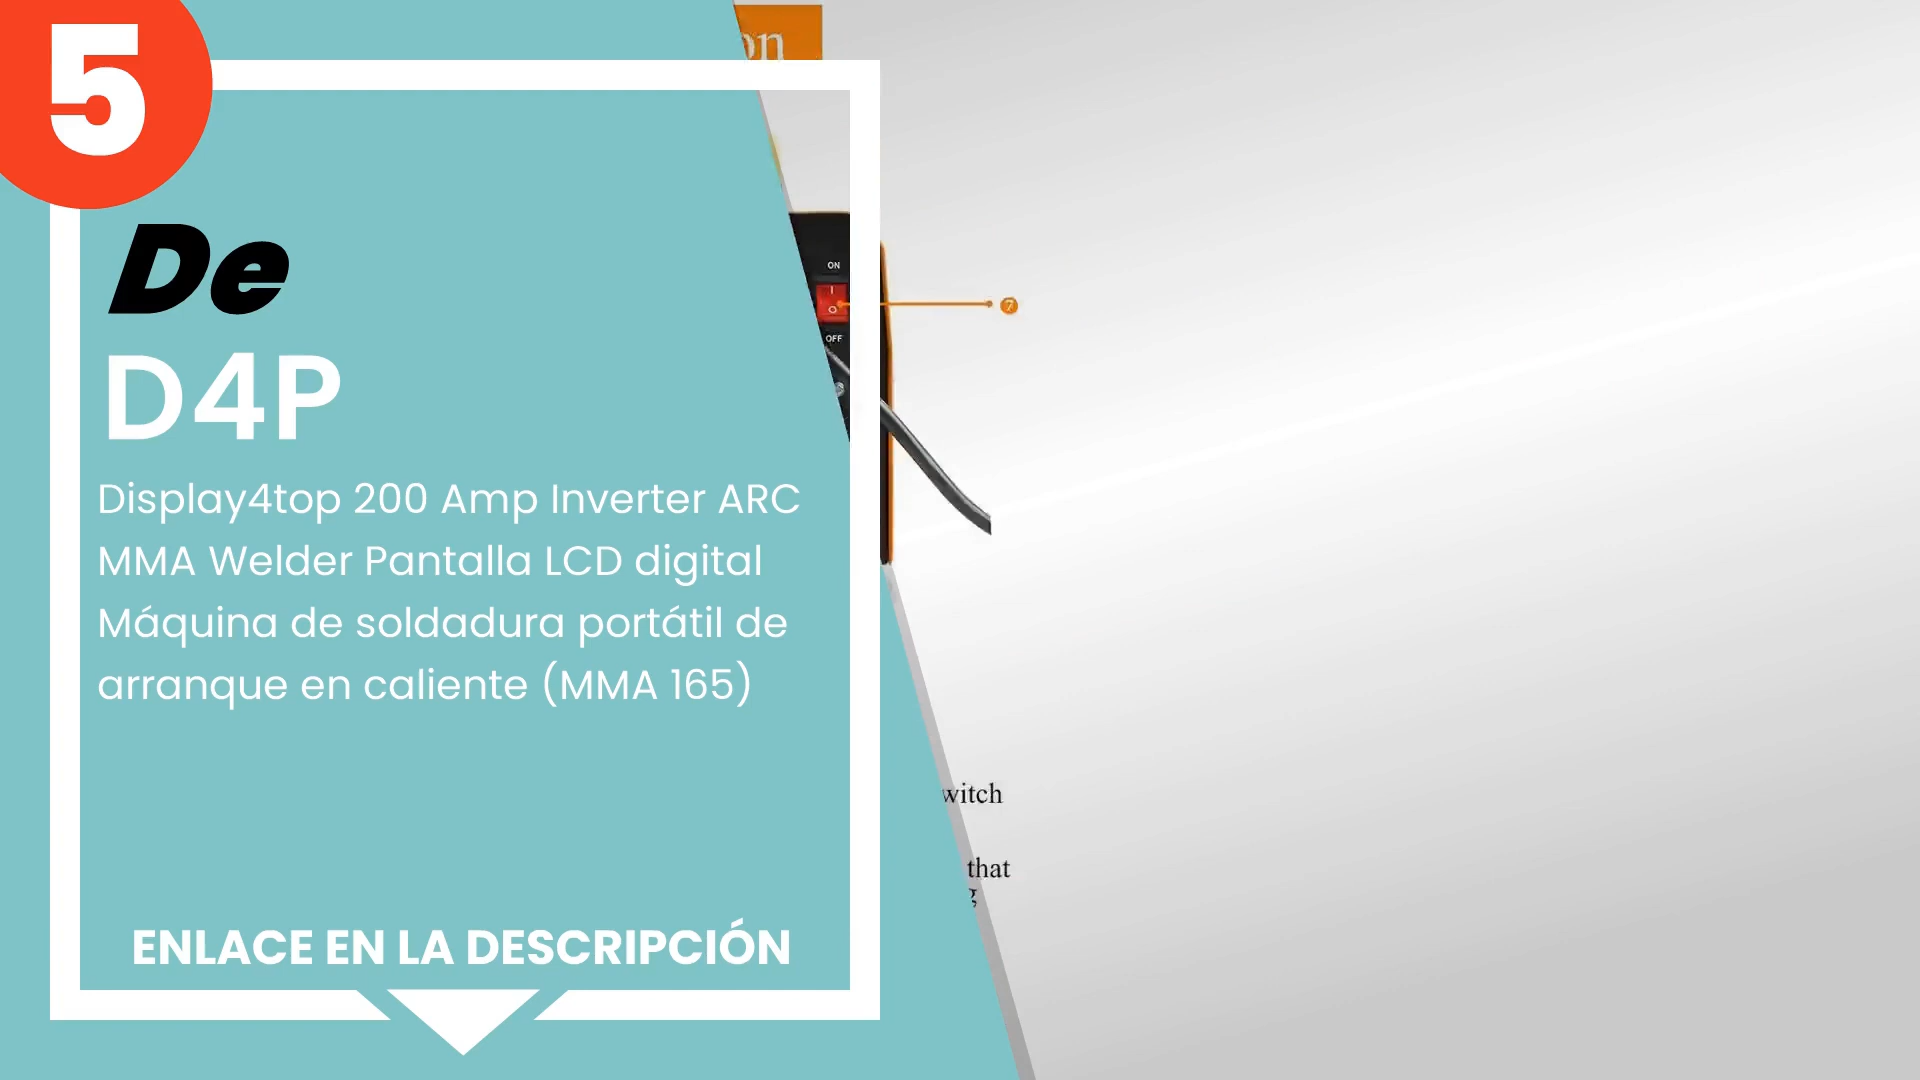 5
De
D4P
Display4top 200 Amp Inverter ARC
MMA Welder Pantalla LCD digital
Máquina de soldadura portátil de
arranque en caliente (MMA 165)
ENLACE EN LA DESCRIPCIÓN
on
ON
I
O
OFF
7
witch
that
g